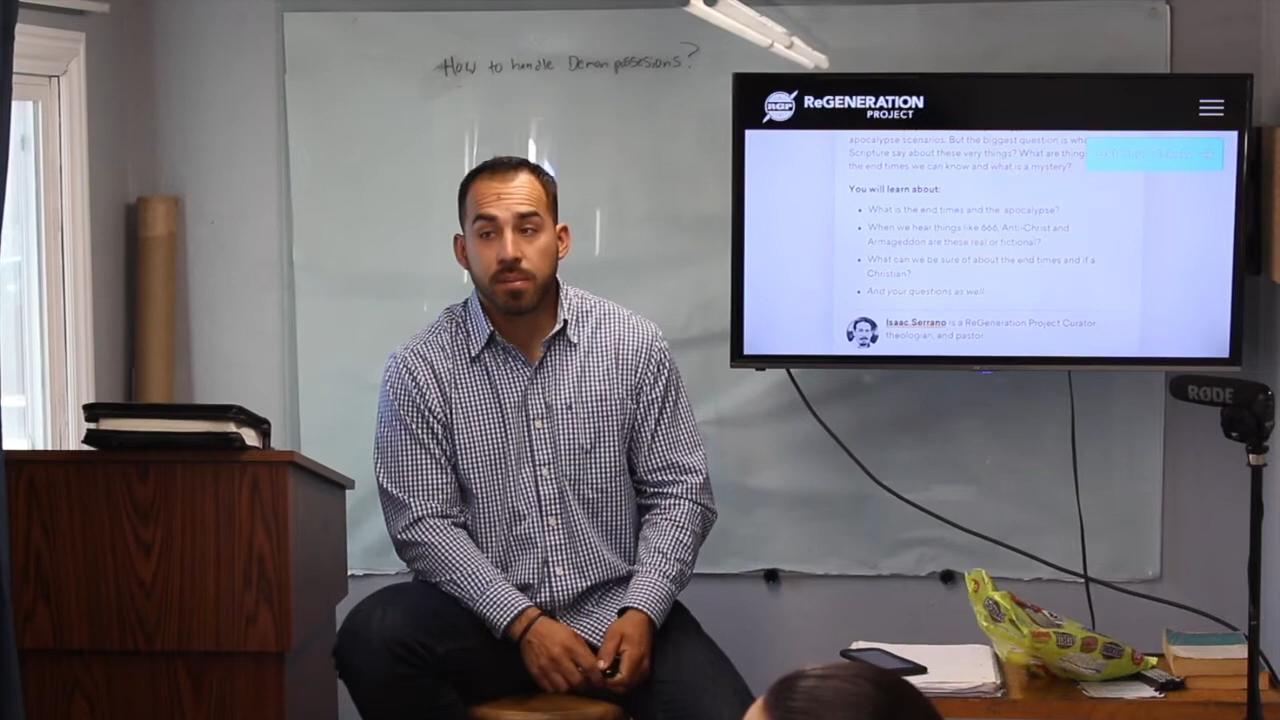 How to handle Demon possesions?
RGP
ReGENERATION
PROJECT
apocalypse scenarios. But the biggest question is wha
Scripture say about these very things? What are thing
the end times we can know and what is a mystery?
You will learn about:
• What is the end times and the apocalypse?
• When we hear things like 666, Anti-Christ and
Armageddon are these real or fictional?
• What can we be sure of about the end times and if a
Christian?
• And your questions as well.
Isaac Serrano is a ReGeneration Project Curator
theologian, and pastor
RØDE